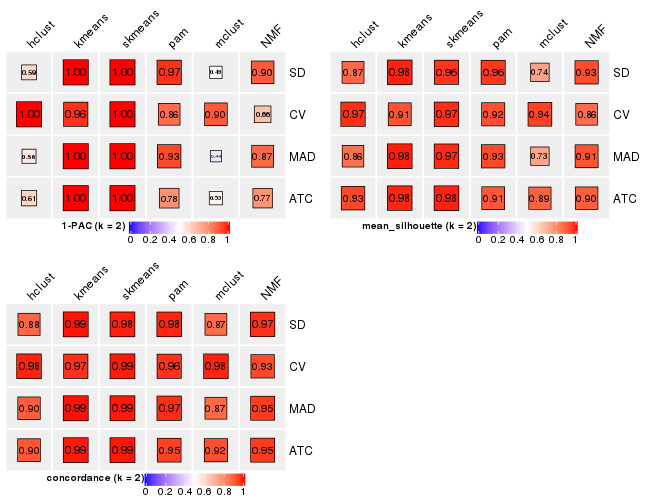 hclust kmeans skmeans pam mclust NMF
0.59 1.00 1.00 0.97 0.49 0.90 SD
1.00 0.96 1.00 0.86 0.90 0.66 CV
0.56 1.00 1.00 0.93 0.44 0.87 MAD
0.61 1.00 1.00 0.78 0.53 0.77 ATC
1-PAC (k = 2)
0 0.2 0.4 0.6 0.8 1
hclust kmeans skmeans pam mclust NMF
0.87 0.98 0.96 0.96 0.74 0.93 SD
0.97 0.91 0.97 0.92 0.94 0.86 CV
0.86 0.98 0.97 0.93 0.73 0.91 MAD
0.93 0.98 0.98 0.91 0.89 0.90 ATC
mean_silhouette (k = 2)
0 0.2 0.4 0.6 0.8 1
hclust kmeans skmeans pam mclust NMF
0.88 0.99 0.98 0.98 0.87 0.97 SD
0.98 0.97 0.99 0.96 0.98 0.93 CV
0.90 0.99 0.99 0.97 0.87 0.95 MAD
0.90 0.99 0.99 0.95 0.92 0.95 ATC
concordance (k = 2)
0 0.2 0.4 0.6 0.8 1